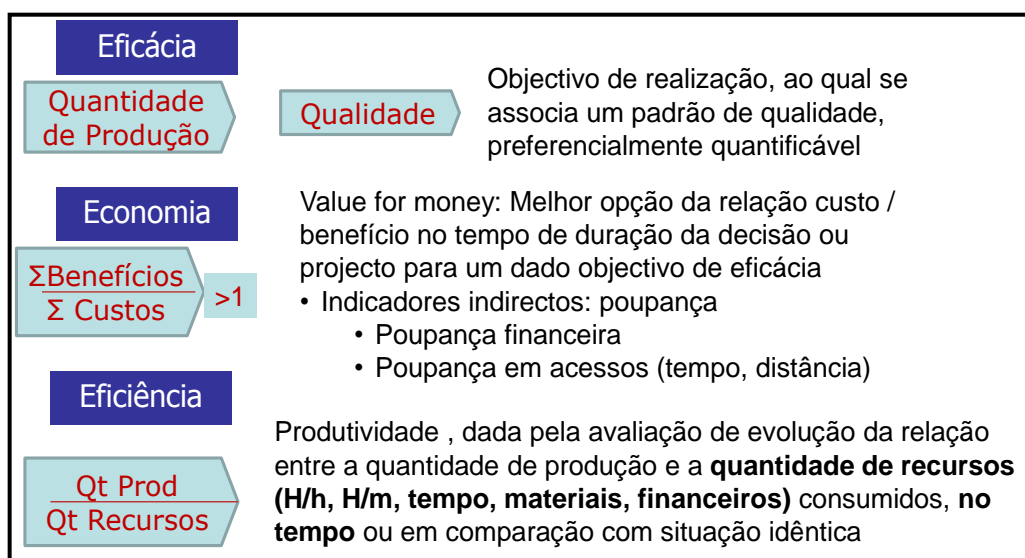 Eficácia
Quantidade
de Produção
Qualidade
Objectivo de realização, ao qual se
associa um padrão de qualidade,
preferencialmente quantificável
Economia
ΣBenefícios
Σ Custos
>1
Value for money: Melhor opção da relação custo /
benefício no tempo de duração da decisão ou
projecto para um dado objectivo de eficácia
• Indicadores indirectos: poupança
• Poupança financeira
• Poupança em acessos (tempo, distância)
Eficiência
Qt Prod
Qt Recursos
Produtividade , dada pela avaliação de evolução da relação
entre a quantidade de produção e a quantidade de recursos
(H/h, H/m, tempo, materiais, financeiros) consumidos, no
tempo ou em comparação com situação idêntica